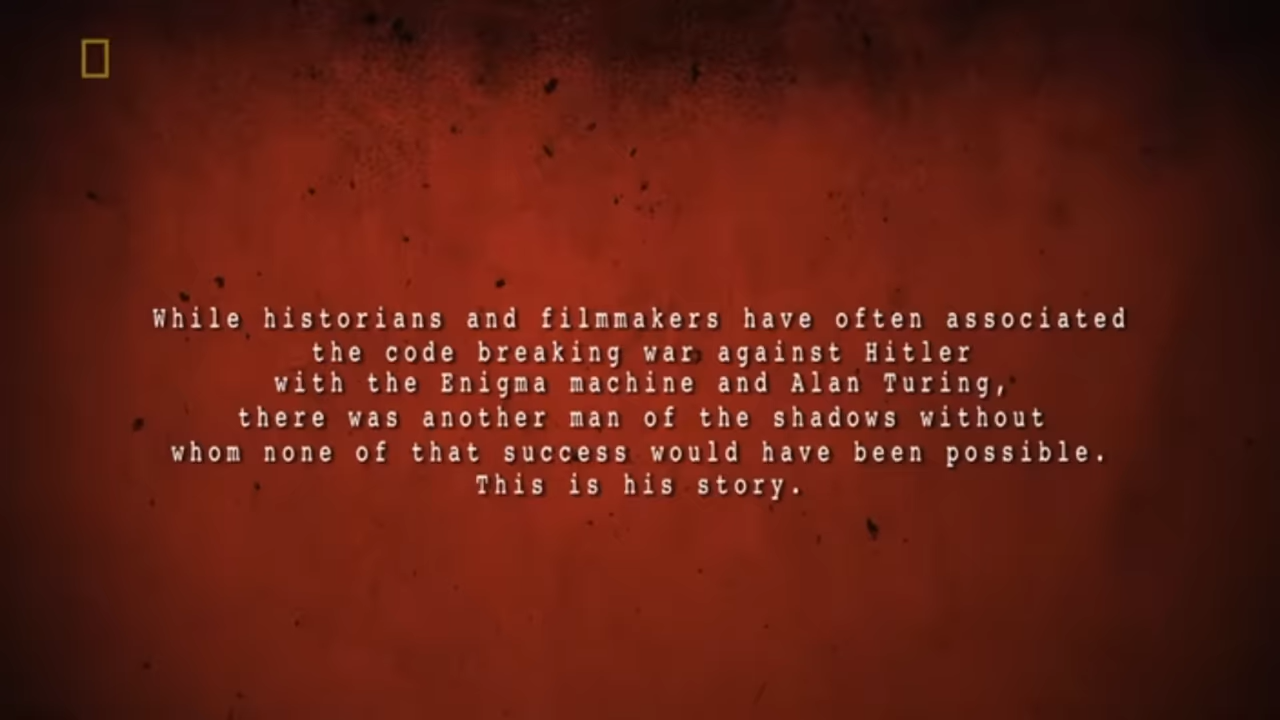 While historians and filmmakers have often associated
the code breaking war against Hitler
with the Enigma machine and Alan Turing,
there was another man of the shadows without
whom none of that success would have been possible.
This is his story.